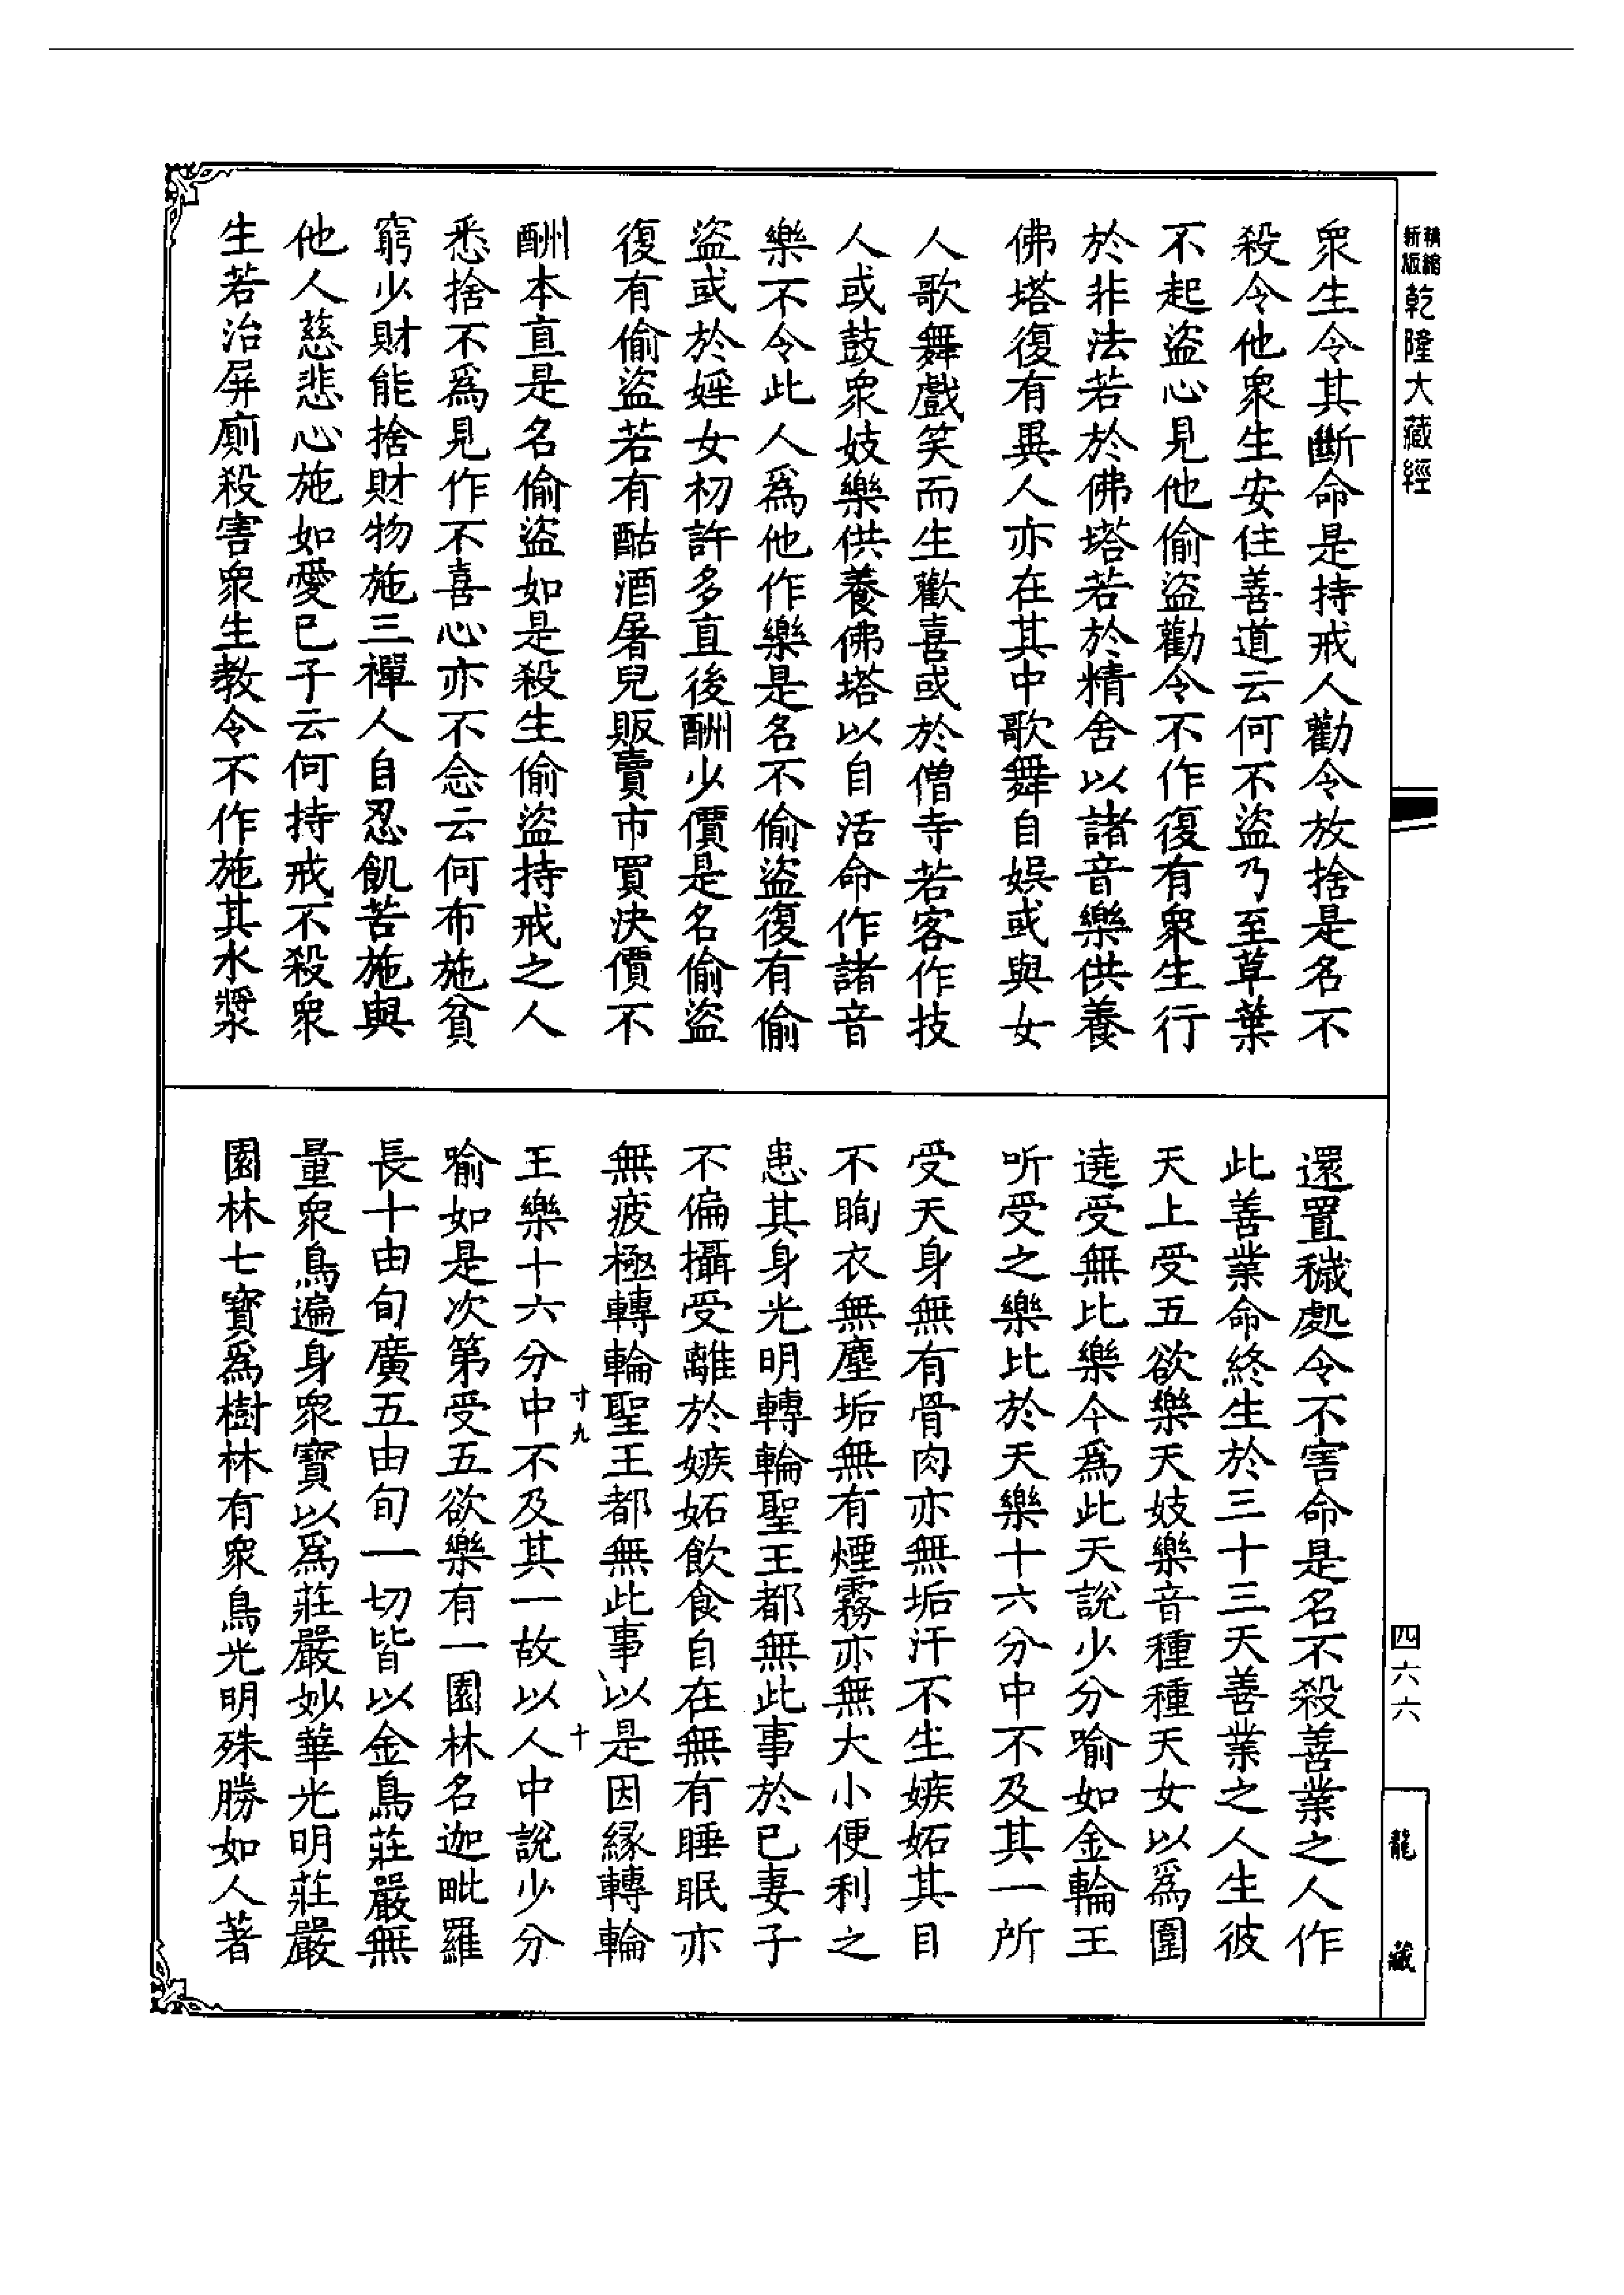 精縮
新版
乾隆大藏經
衆生令其斷命是持戒人勸令放捨是名不
殺令他衆生安住善道云何不盜乃至草葉
不起盜心見他偷盜勸令不作復有衆生行
於非法若於佛塔若於精舍以諸音樂供養
佛塔復有異人亦在其中歌舞自娛或與女
人歌舞戲笑而生歡喜或於僧寺若客作技
人或鼓衆妓樂供養佛塔以自活命作諸音
樂不令此人爲他作樂是名不偷盜復有偷
盜或於婬女初許多直後酬少價是名偷盜
復有偷盜若有酤酒屠兒販賣市買決價不
酬本直是名偷盜如是殺生偷盜持戒之人
悉捨不爲見作不喜心亦不念云何布施貧
窮少財能捨財物施三禪人自忍飢苦施與
他人慈悲心施如愛已子云何持戒不殺衆
生若治屏廁殺害衆生教令不作施其水漿
還置穢處令不害命是名不殺善業之人作
此善業命終生於三十三天善業之人生彼
天上受五欲樂天妓樂音種種天女以爲圍
遶受無比樂今爲此天說少分喻如金輪王
所受之樂比於天樂十六分中不及其一所
受天身無有骨肉亦無垢汗不生嫉妬其目
不眴衣無塵垢無有煙霧亦無大小便利之
患其身光明轉輪聖王都無此事於已妻子
不偏攝受離於嫉妬飲食自在無有睡眠亦
無疲極轉輪聖王都無此事以是因緣轉輪
寸九
十
王樂十六分中不及其一故以人中說少分
喻如是次第受五欲樂有一園林名迦毗羅
長十由旬廣五由旬一切皆以金鳥莊嚴無
量衆鳥遍身衆寶以爲莊嚴妙華光明莊嚴
園林七寶爲樹林有衆鳥光明殊勝如人著
四六六
龍藏